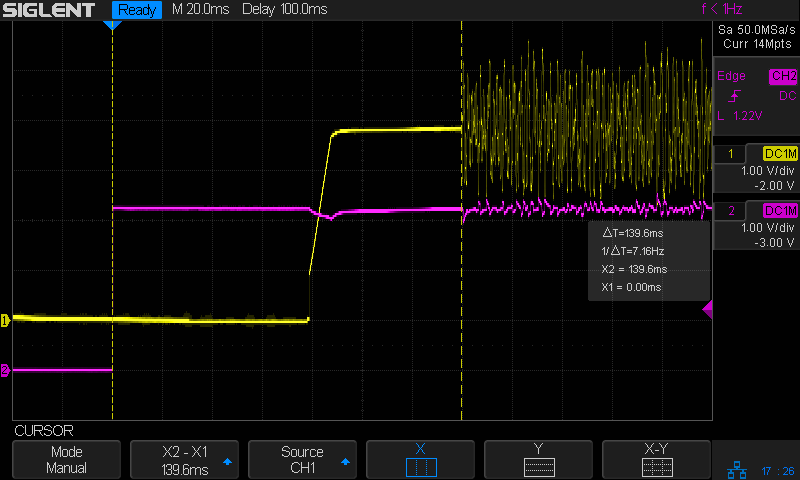 SIGLENT Ready M 20.0ms Delay 100.0ms f < 1Hz
Sa 50.0MSa/s
Curr 14Mpts
Edge CH2
DC
L 1.22V
1 DC1M
1.00 V/div
-2.00 V
2 DC1M
1.00 V/div
-3.00 V
△T=139.6ms
1/△T=7.16Hz
X2 = 139.6ms
X1 = 0.00ms
1
2
CURSOR
Mode
Manual
X2 - X1
139.6ms
Source
CH1
X
Y
X-Y
17 : 26